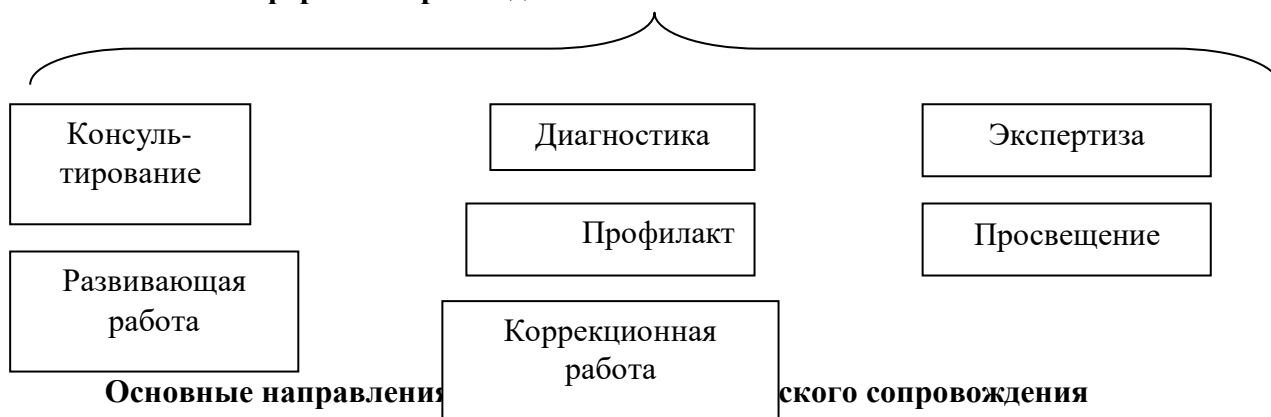 Консуль-
тирование
Диагностика
Экспертиза
Профилакт
Просвещение
Развивающая
работа
Коррекционная
работа
Основные направления ского сопровождения